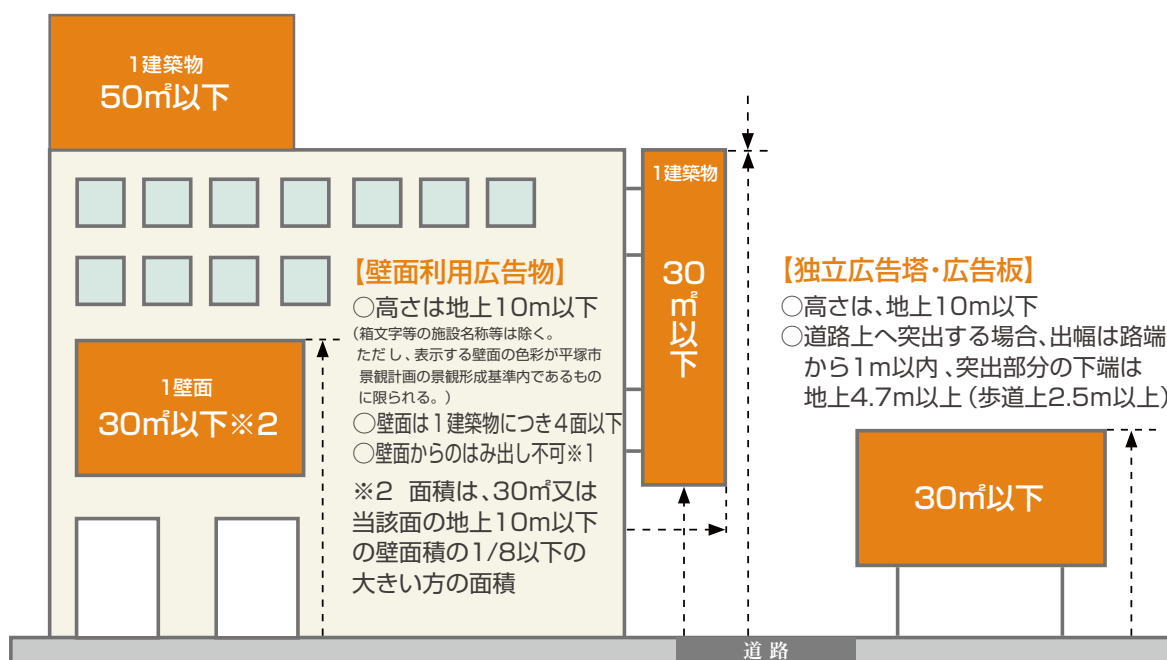 1建築物
50㎡以下
1建築物
30㎡以下
【壁面利用広告物】
○高さは地上10m以下
(箱文字等の施設名称等は除く。
ただし、表示する壁面の色彩が平塚市
景観計画の景観形成基準内であるもの
に限られる。)
○壁面は1建築物につき4面以下
○壁面からのはみ出し不可※1
※2 面積は、30㎡又は
当該面の地上10m以下
の壁面積の1/8以下の
大きい方の面積
1壁面
30㎡以下※2
【独立広告塔・広告板】
○高さは、地上10m以下
○道路上へ突出する場合、出幅は路端
から1m以内、突出部分の下端は
地上4.7m以上(歩道上2.5m以上)
30㎡以下
道路